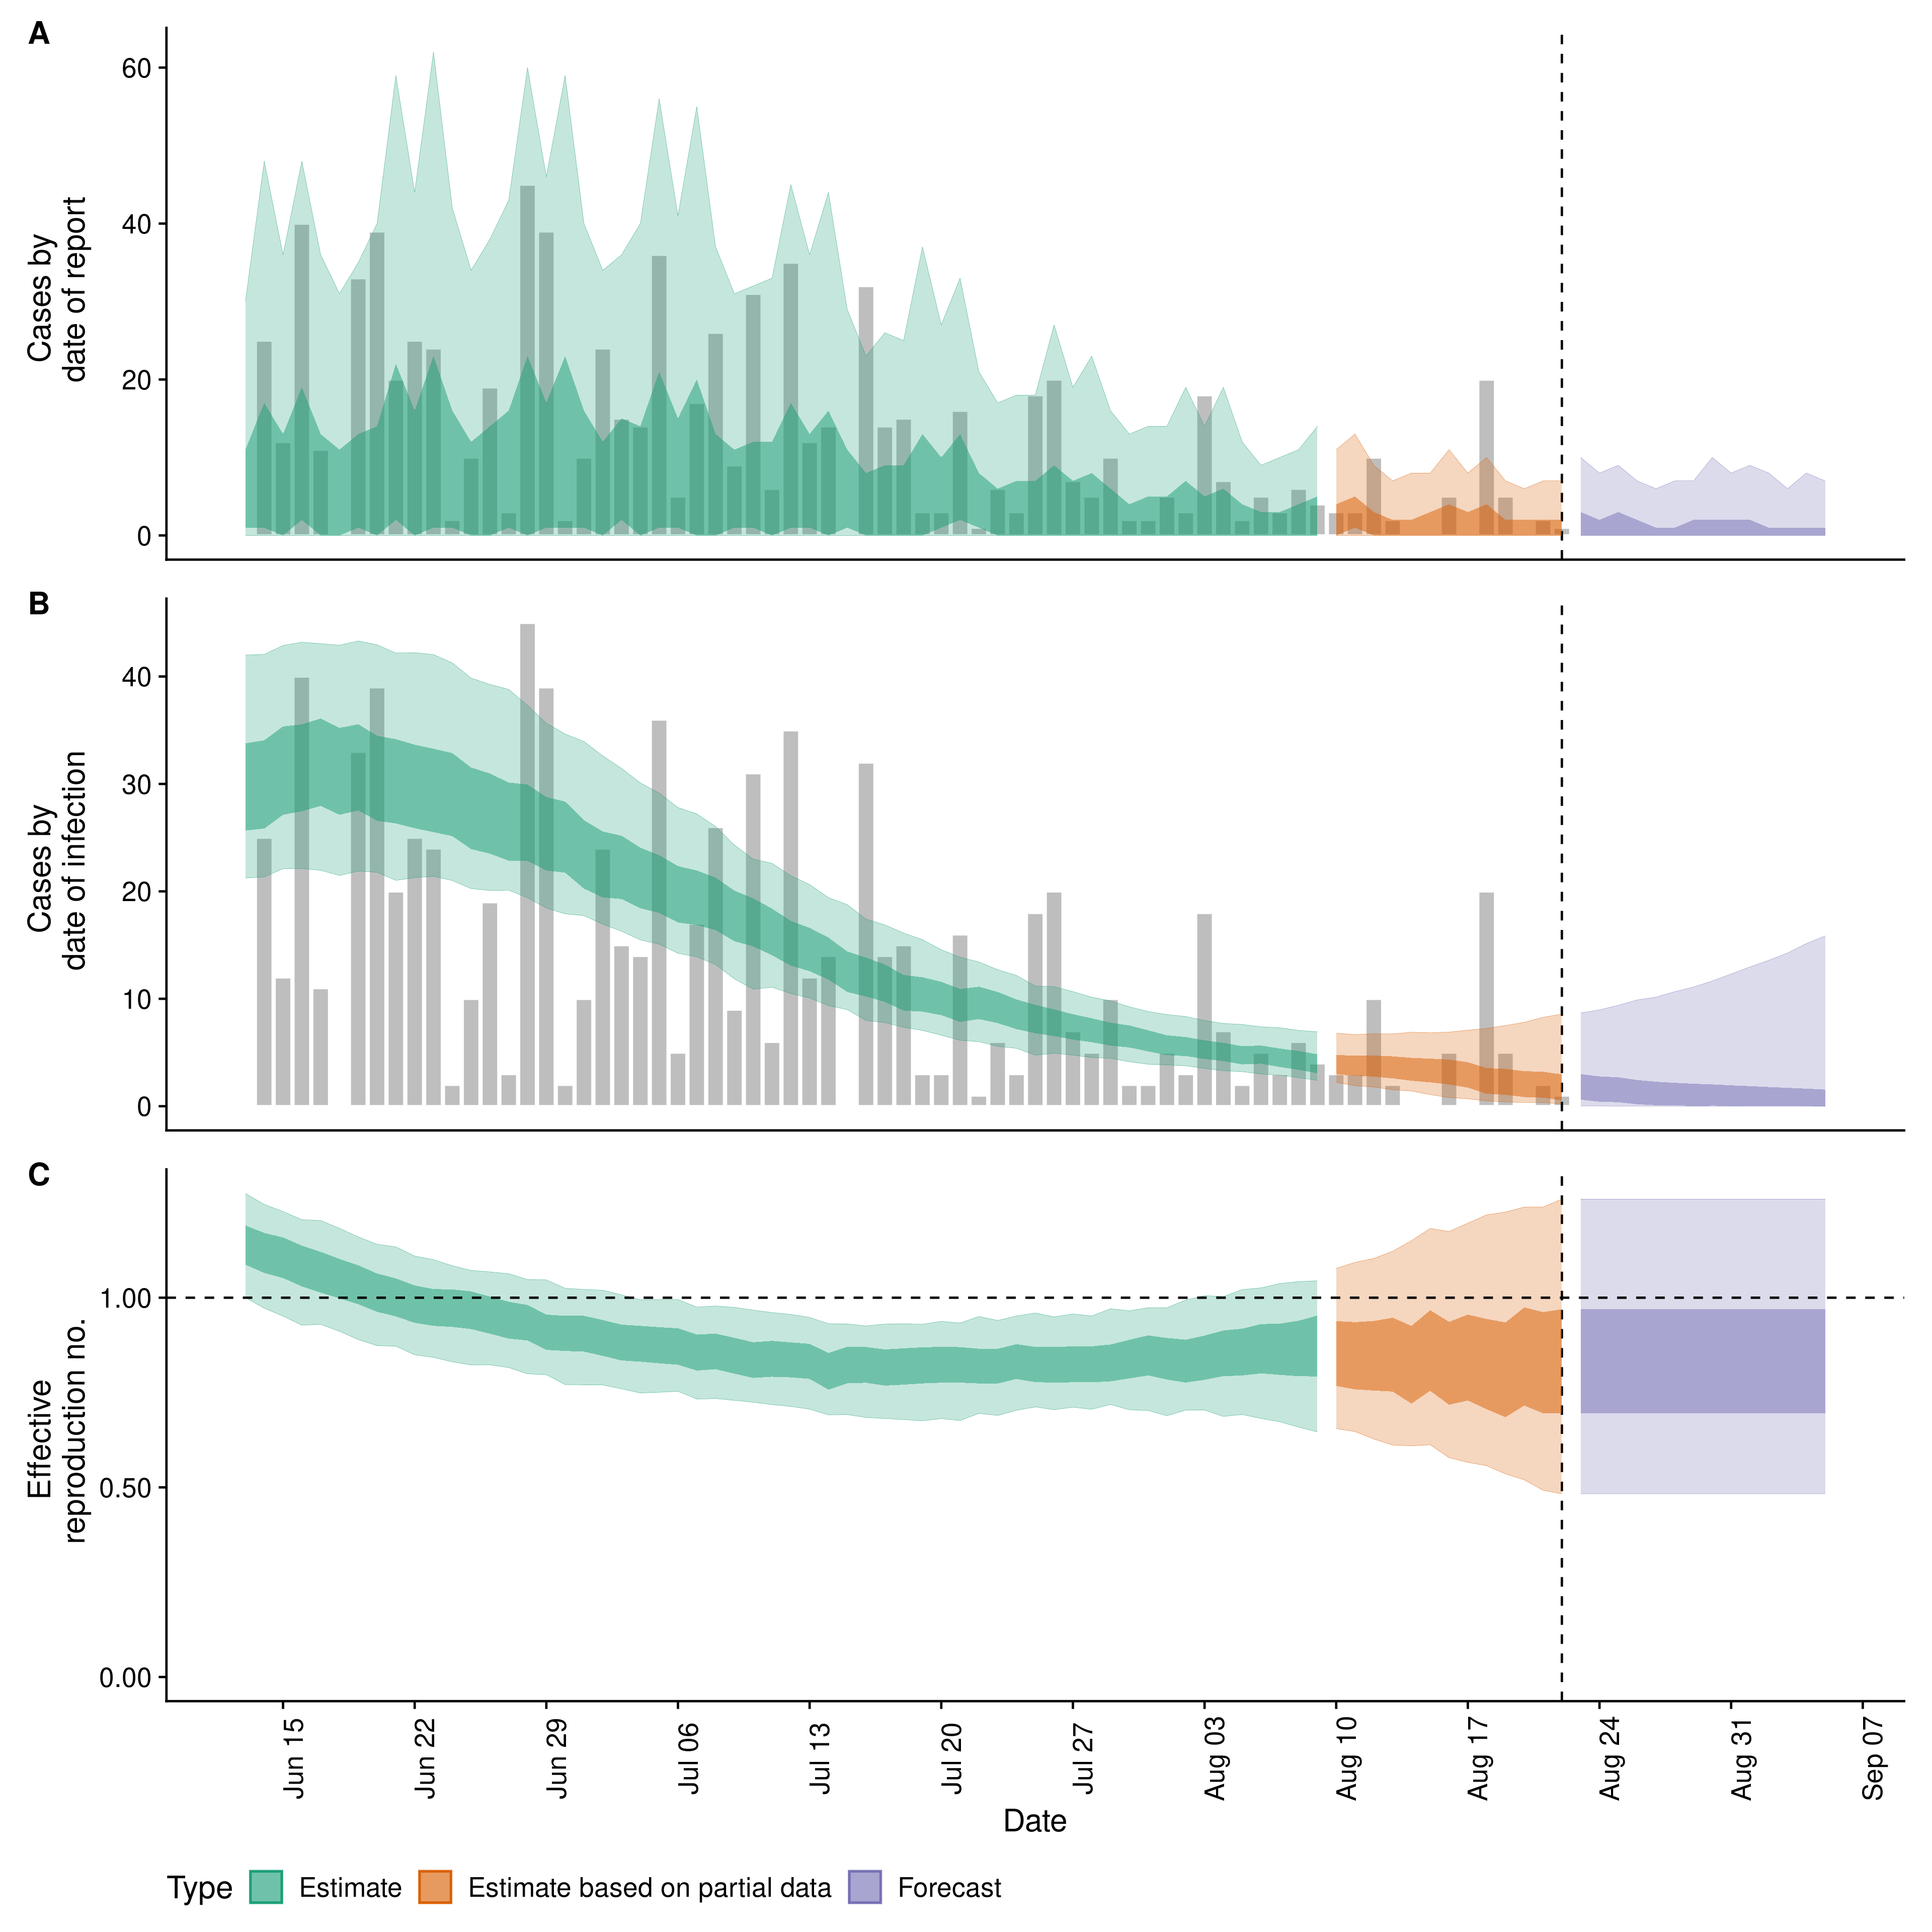 A
Cases by
date of report
60
40
20
0
B
Cases by
date of infection
40
30
20
10
0
C
Effective
reproduction no.
1.00
0.50
0.00
Jun 15
Jun 22
Jun 29
Jul 06
Jul 13
Jul 20
Jul 27
Aug 03
Aug 10
Aug 17
Aug 24
Aug 31
Sep 07
Date
Type
Estimate
Estimate based on partial data
Forecast